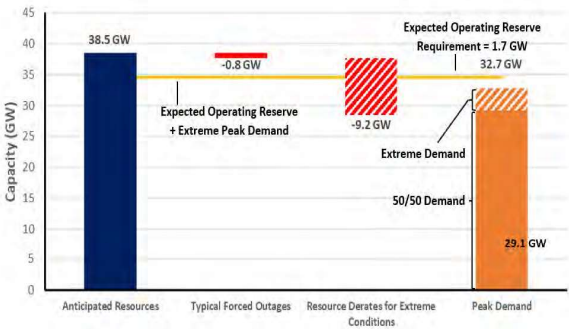 45
40
35
30
25
20
15
10
5
0
Capacity (GW)
38.5 GW
-0.8 GW
-9.2 GW
Expected Operating Reserve
Requirement = 1.7 GW
32.7 GW
Expected Operating Reserve
+ Extreme Peak Demand
Extreme Demand
50/50 Demand
29.1 GW
Anticipated Resources
Typical Forced Outages
Resource Derates for Extreme
Conditions
Peak Demand